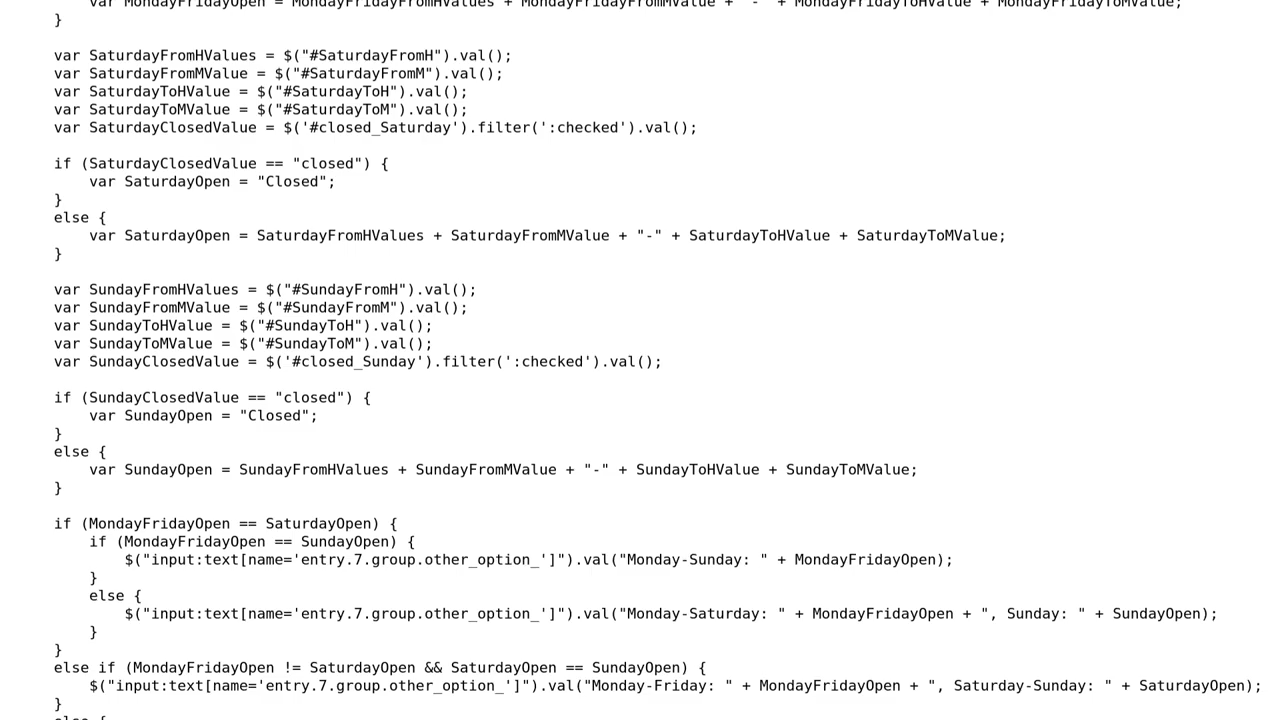 var MondayFridayOpen = MondayFridayFromHValues + MondayFridayFromMValue + "-" + MondayFridayToHValue + MondayFridayToMValue;
}
var SaturdayFromHValues = $("#SaturdayFromH").val();
var SaturdayFromMValue = $("#SaturdayFromM").val();
var SaturdayToHValue = $("#SaturdayToH").val();
var SaturdayToMValue = $("#SaturdayToM").val();
var SaturdayClosedValue = $('#closed_Saturday').filter(':checked').val();
if (SaturdayClosedValue == "closed") {
var SaturdayOpen = "Closed";
}
else {
var SaturdayOpen = SaturdayFromHValues + SaturdayFromMValue + "-" + SaturdayToHValue + SaturdayToMValue;
}
var SundayFromHValues = $("#SundayFromH").val();
var SundayFromMValue = $("#SundayFromM").val();
var SundayToHValue = $("#SundayToH").val();
var SundayToMValue = $("#SundayToM").val();
var SundayClosedValue = $('#closed_Sunday').filter(':checked').val();
if (SundayClosedValue == "closed") {
var SundayOpen = "Closed";
}
else {
var SundayOpen = SundayFromHValues + SundayFromMValue + "-" + SundayToHValue + SundayToMValue;
}
if (MondayFridayOpen == SaturdayOpen) {
if (MondayFridayOpen == SundayOpen) {
$("input:text[name='entry.7.group.other_option_']").val("Monday-Sunday: " + MondayFridayOpen);
}
else {
$("input:text[name='entry.7.group.other_option_']").val("Monday-Saturday: " + MondayFridayOpen + ", Sunday: " + SundayOpen);
}
}
else if (MondayFridayOpen != SaturdayOpen && SaturdayOpen == SundayOpen) {
$("input:text[name='entry.7.group.other_option_']").val("Monday-Friday: " + MondayFridayOpen + ", Saturday-Sunday: " + SaturdayOpen);
}
else {